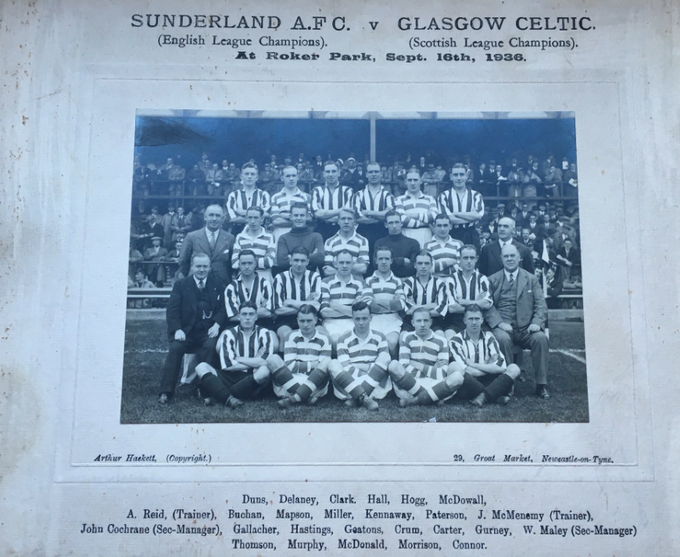 SUNDERLAND A.F C. v GLASGOW CELTIC.
(English League Champions). (Scottish League Champions).
At Roker Park, Sept. 16th, 1936.
Arthur Hackett, (Copyright.) 29, Groat Market, Newcastle-on-Tyne.
Duns, Delaney, Clark. Hall, Hogg, McDowall,
A. Reid, (Trainer), Buchan, Mapson, Miller, Kennaway, Paterson, J. McMenemy (Trainer),
John Cochrane (Sec-Manager), Gallacher, Hastings, Geatons, Crum, Carter, Gurney, W. Maley (Sec-Manager)
Thomson, Murphy, McDonald, Morrison, Connor.